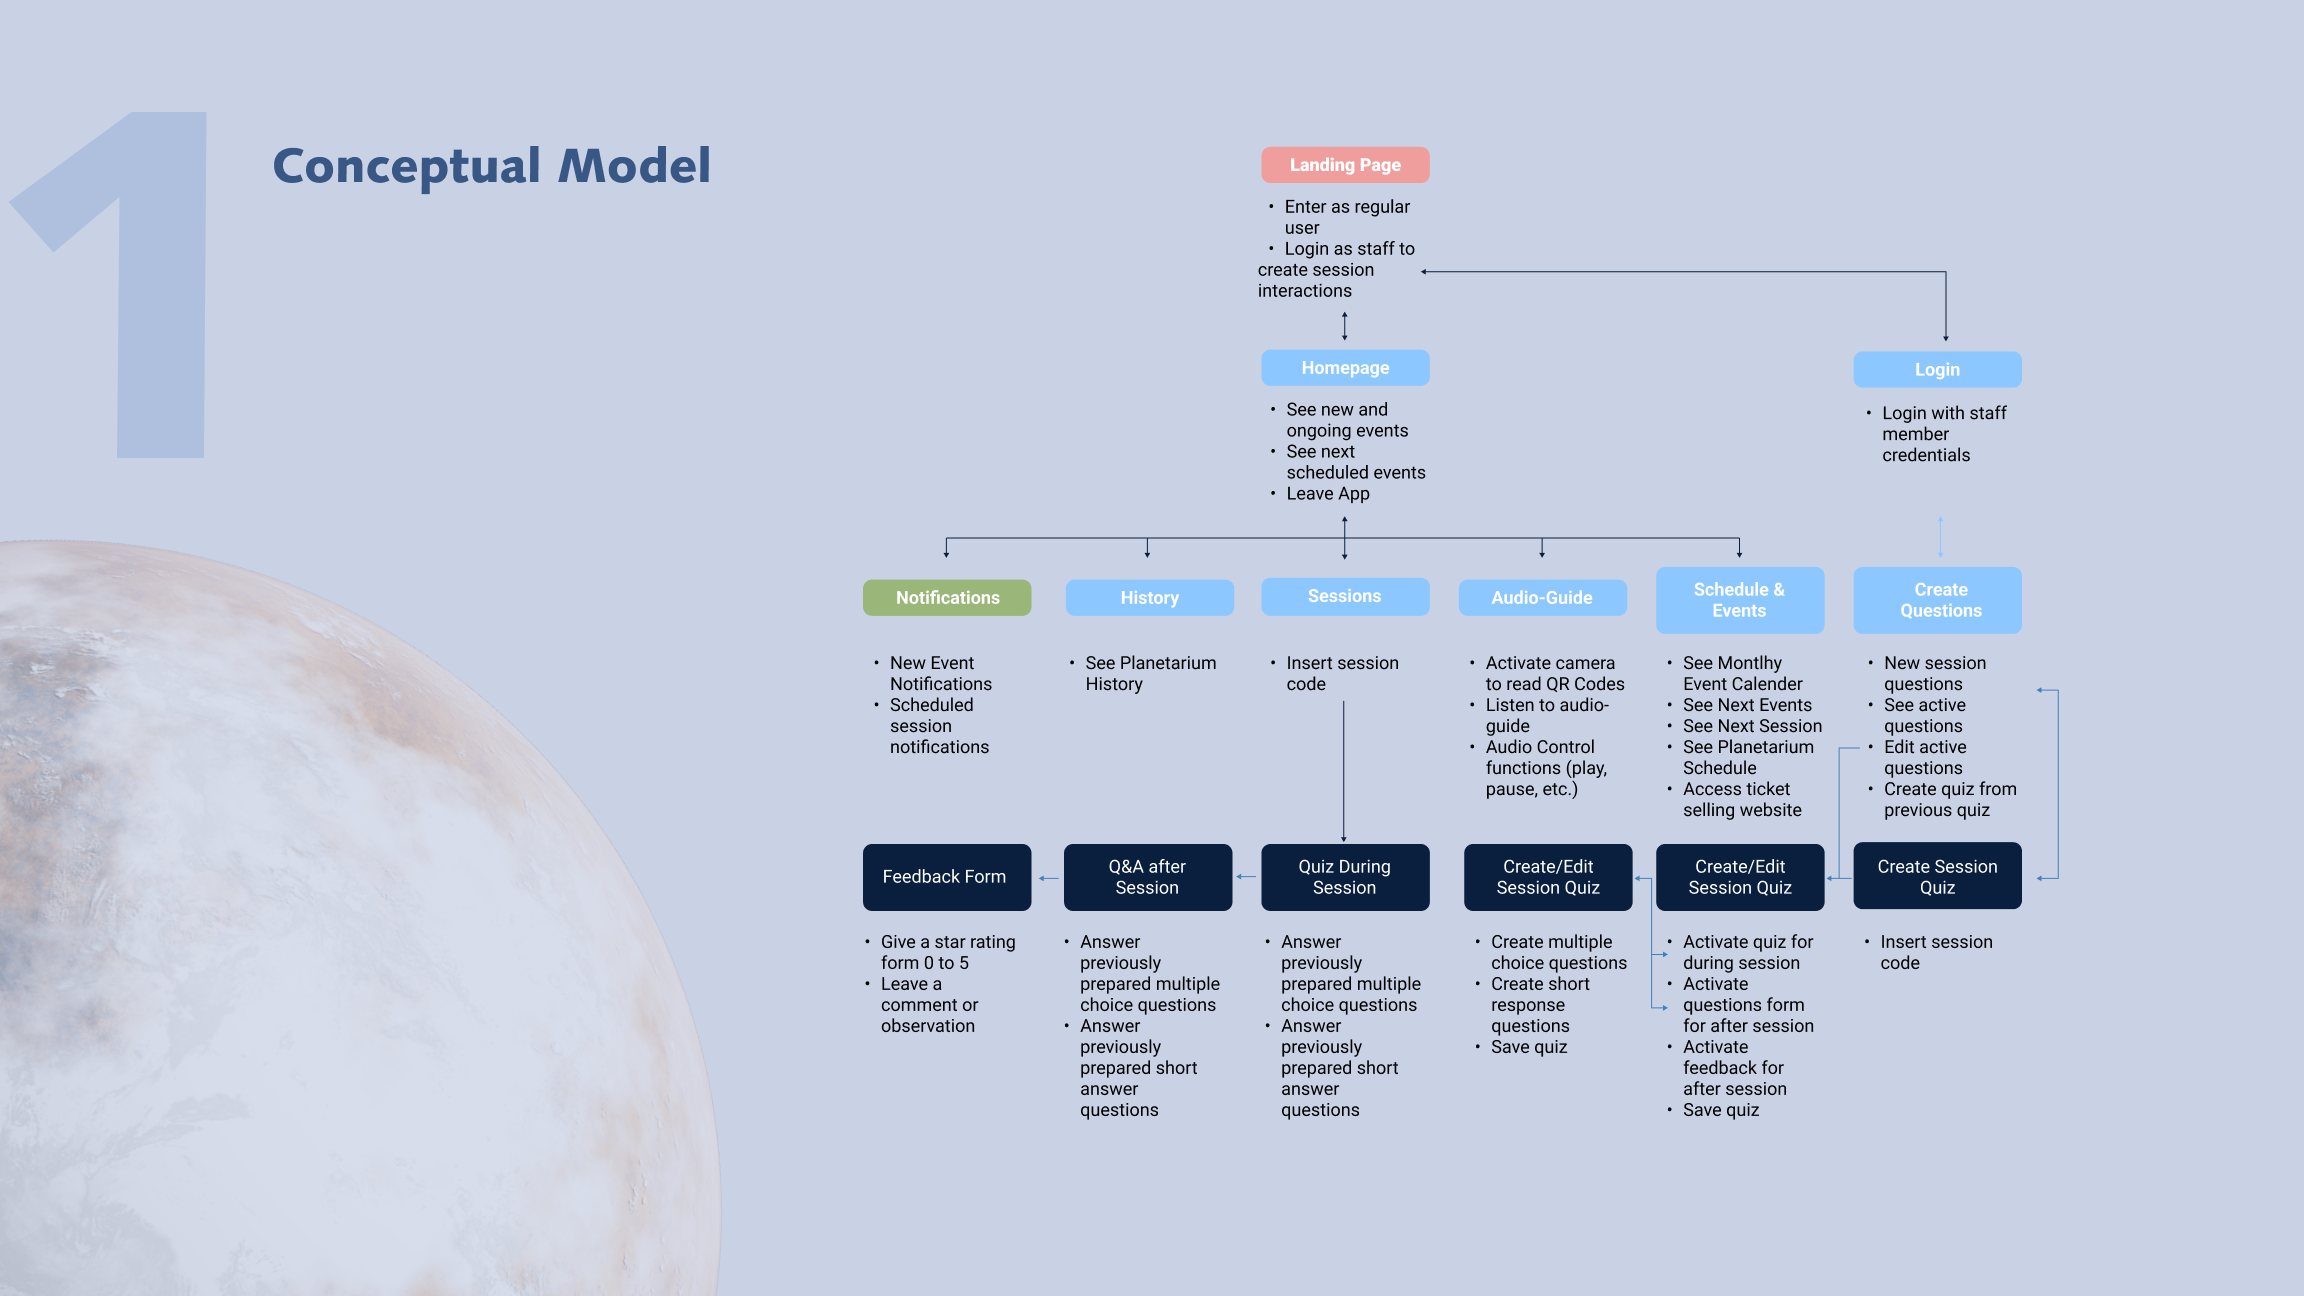 1
Conceptual Model
Landing Page
• Enter as regular
user
• Login as staff to
create session
interactions
Homepage
• See new and
ongoing events
• See next
scheduled events
• Leave App
Login
• Login with staff
member
credentials
Notifications
• New Event
Notifications
• Scheduled
session
notifications
History
• See Planetarium
History
Sessions
• Insert session
code
Audio-Guide
• Activate camera
to read QR Codes
• Listen to audio-
guide
• Audio Control
functions (play,
pause, etc.)
Schedule &
Events
• See Montlhy
Event Calender
• See Next Events
• See Next Session
• See Planetarium
Schedule
• Access ticket
selling website
Create
Questions
• New session
questions
• See active
questions
• Edit active
questions
• Create quiz from
previous quiz
Feedback Form
• Give a star rating
form 0 to 5
• Leave a
comment or
observation
Q&A after
Session
• Answer
previously
prepared multiple
choice questions
• Answer
previously
prepared short
answer
questions
Quiz During
Session
• Answer
previously
prepared multiple
choice questions
• Answer
previously
prepared short
answer
questions
Create/Edit
Session Quiz
• Create multiple
choice questions
• Create short
response
questions
• Save quiz
Create/Edit
Session Quiz
• Activate quiz for
during session
• Activate
questions form
for after session
• Activate
feedback for
after session
• Save quiz
Create Session
Quiz
• Insert session
code